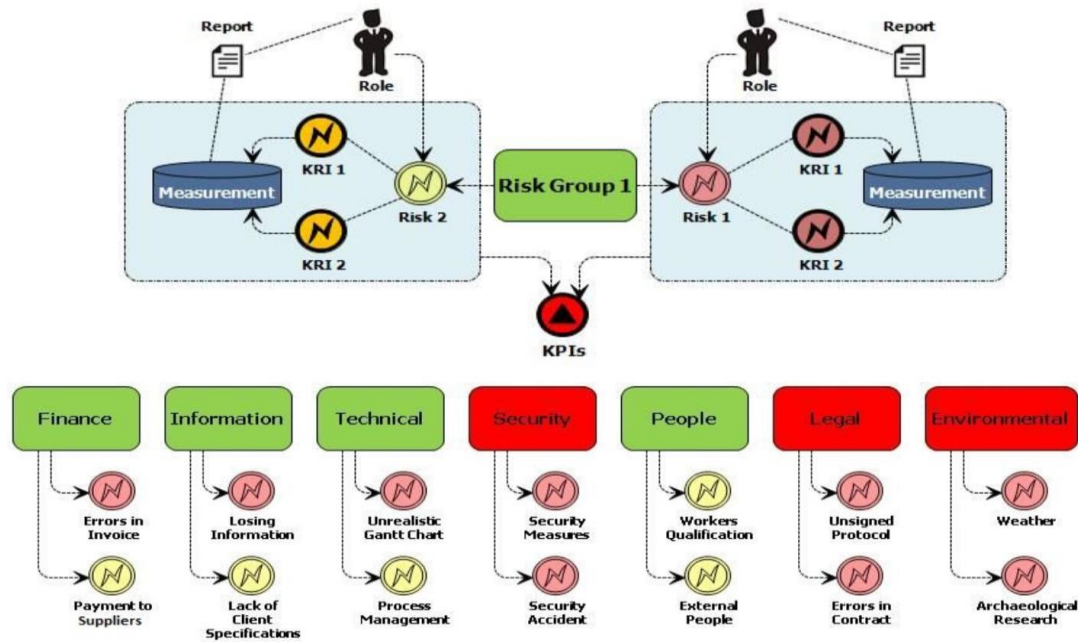 Report
Role
KRI 1
Measurement
Risk 2
KRI 2
Risk Group 1
Report
Role
KRI 1
Risk 1
Measurement
KRI 2
KPIs
Finance
Errors in
Invoice
Payment to
Suppliers
Information
Losing
Information
Lack of
Client
Specifications
Technical
Unrealistic
Gantt Chart
Process
Management
Security
Security
Measures
Security
Accident
People
Workers
Qualification
External
People
Legal
Unsigned
Protocol
Errors in
Contract
Environmental
Weather
Archaeological
Research